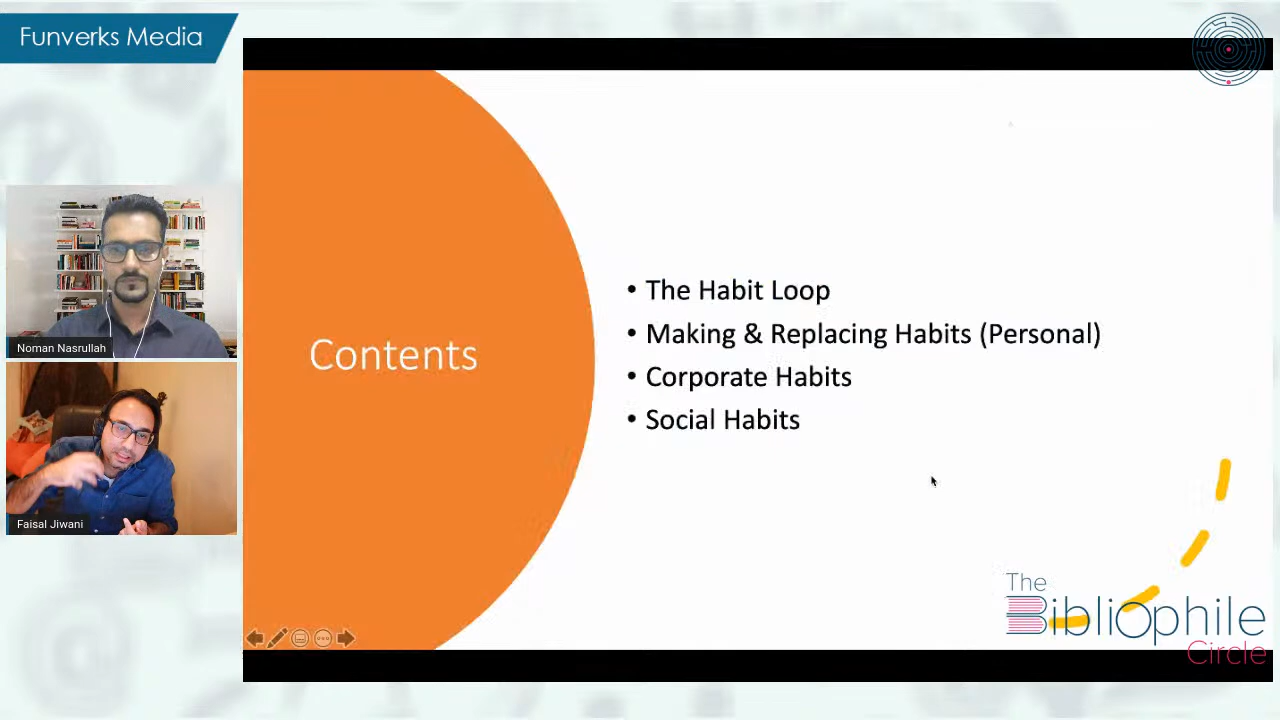 Funverks Media
Noman Nasrullah
Faisal Jiwani
Contents
• The Habit Loop
• Making & Replacing Habits (Personal)
• Corporate Habits
• Social Habits
The
Bibliophile
Circle